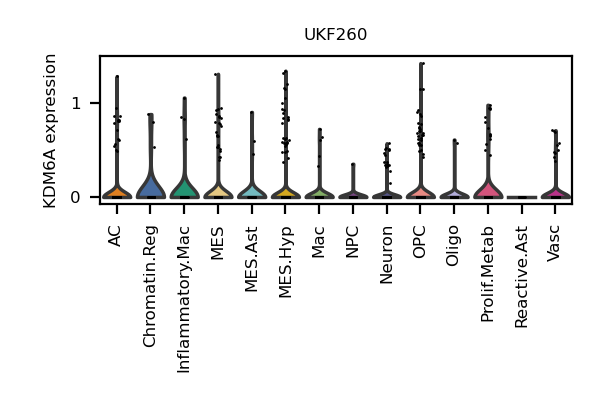 UKF260
KDM6A expression
1
0
AC
Chromatin.Reg
Inflammatory.Mac
MES
MES.Ast
MES.Hyp
Mac
NPC
Neuron
OPC
Oligo
Prolif.Metab
Reactive.Ast
Vasc